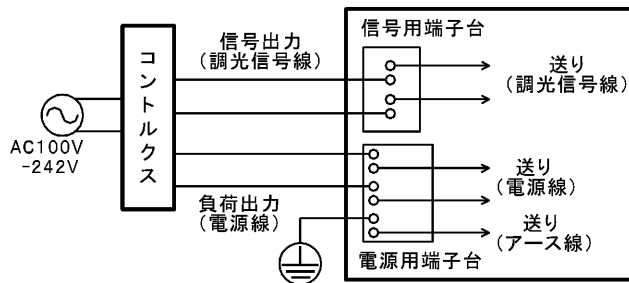 AC100V
-242V
コントルクス
信号出力
(調光信号線)
負荷出力
(電源線)
信号用端子台
送り
(調光信号線)
送り
(電源線)
送り
(アース線)
電源用端子台